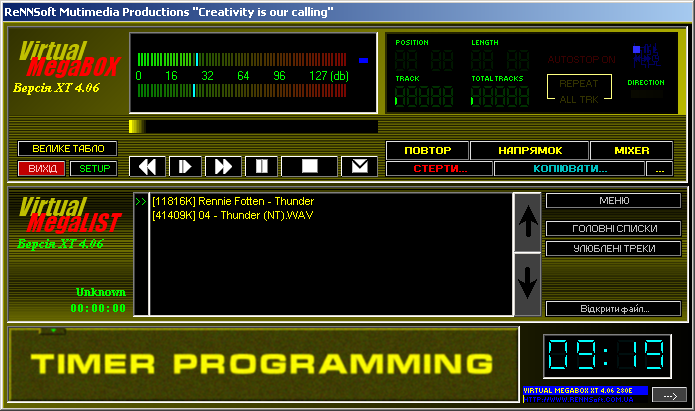 ReNNSoft Mutimedia Productions "Creativity is our calling"
Virtual
MegaBOX
Версія XT 4.06
0 16 32 64 96 127 (db)
POSITION LENGTH
AUTOSTOP ON
TRACK TOTAL TRACKS
REPEAT
ALL TRK
DIRECTION
ВЕЛИКЕ ТАБЛО
ВИХІД SETUP
ПОВТОР НАПРЯМОК MIXER
СТЕРТИ... КОПІЮВАТИ... ...
Virtual
MegaLIST
Версія XT 4.06
Unknown
00:00:00
>> [11816K] Rennie Fotten - Thunder
[41409K] 04 - Thunder (NT).WAV
МЕНЮ
ГОЛОВНІ СПИСКИ
УЛЮБЛЕНІ ТРЕКИ
Відкрити файл...
TIMER PROGRAMMING
09:19
VIRTUAL MEGABOX XT 4.06 280E
--->